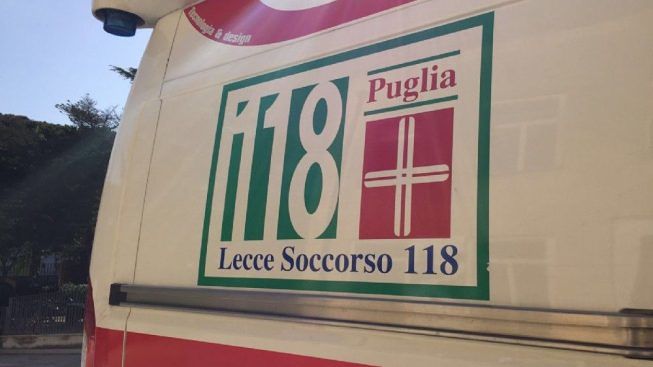 Tecnologia & design
118
Puglia
Lecce Soccorso 118